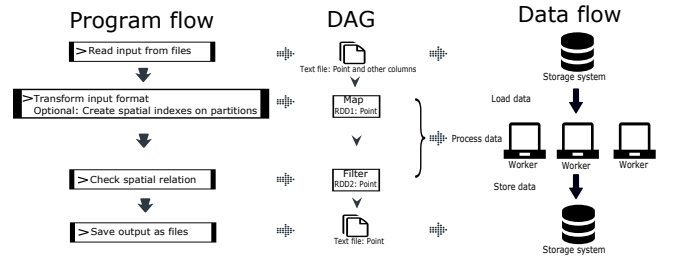 Program flow
DAG
Data flow
>Read input from files
Text file: Point and other columns
Storage system
>Transform input format
Optional: Create spatial indexes on partitions
Map
RDD1: Point
Load data
Process data
Worker
Worker
Worker
>Check spatial relation
Filter
RDD2: Point
Store data
>Save output as files
Text file: Point
Storage system